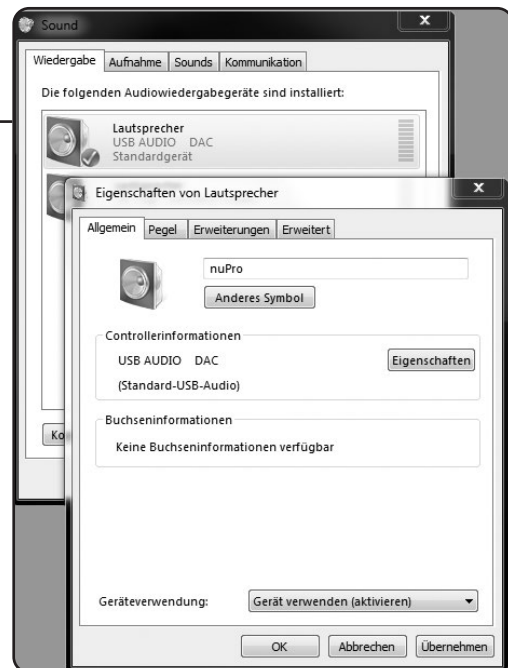 Sound
Wiedergabe Aufnahme Sounds Kommunikation
Die folgenden Audiowiedergabegeräte sind installiert:
Lautsprecher
USB AUDIO DAC
Standardgerät
Eigenschaften von Lautsprecher
Allgemein Pegel Erweiterungen Erweitert
nuPro
Anderes Symbol
Controllerinformationen
USB AUDIO DAC Eigenschaften
(Standard-USB-Audio)
Buchseninformationen
Keine Buchseninformationen verfügbar
Ko
Geräteverwendung: Gerät verwenden (aktivieren)
OK Abbrechen Übernehmen